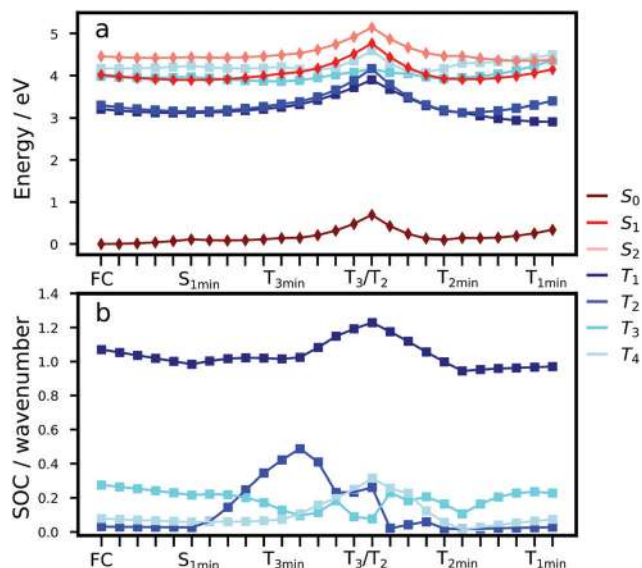 a
Energy / eV
5
4
3
2
1
0
FC S1min T3min T3/T2 T2min T1min
b
SOC / wavenumber
1.4
1.2
1.0
0.8
0.6
0.4
0.2
0.0
FC S1min T3min T3/T2 T2min T1min
S0
S1
S2
T1
T2
T3
T4